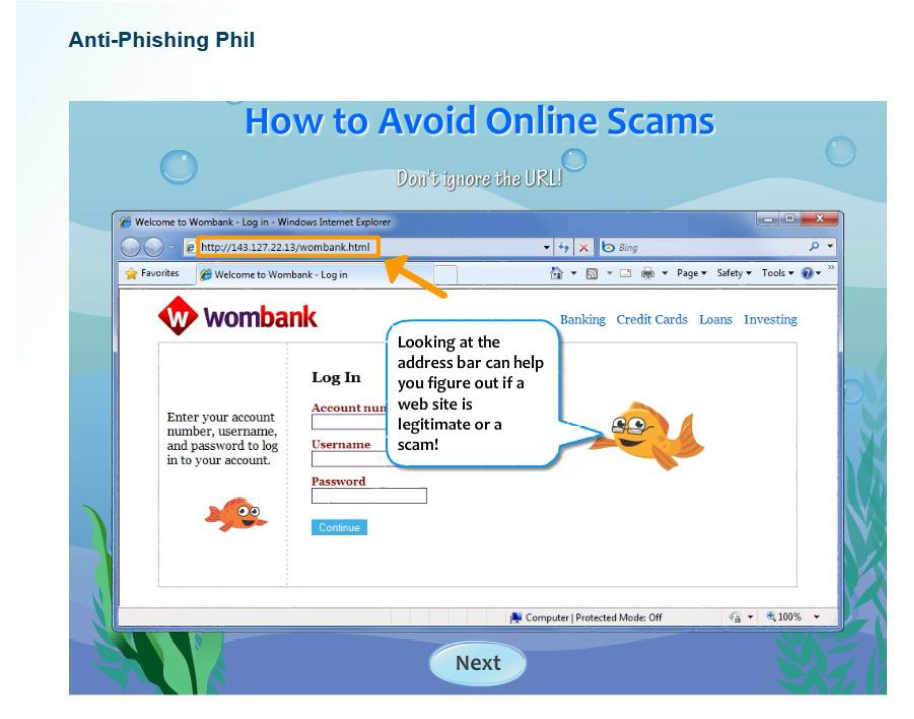 Anti-Phishing Phil
How to Avoid Online Scams
Don't ignore the URL!
Welcome to Wombank - Log in - Windows Internet Explorer
http://143.127.22.13/wombank.html
Bing
Favorites
Welcome to Wombank - Log in
Page
Safety
Tools
wombank
Banking Credit Cards Loans Investing
Looking at the
address bar can help
you figure out if a
web site is
legitimate or a
scam!
Enter your account
number, username,
and password to log
in to your account.
Log In
Account num
Username
Password
Continue
Computer | Protected Mode: Off
100%
Next